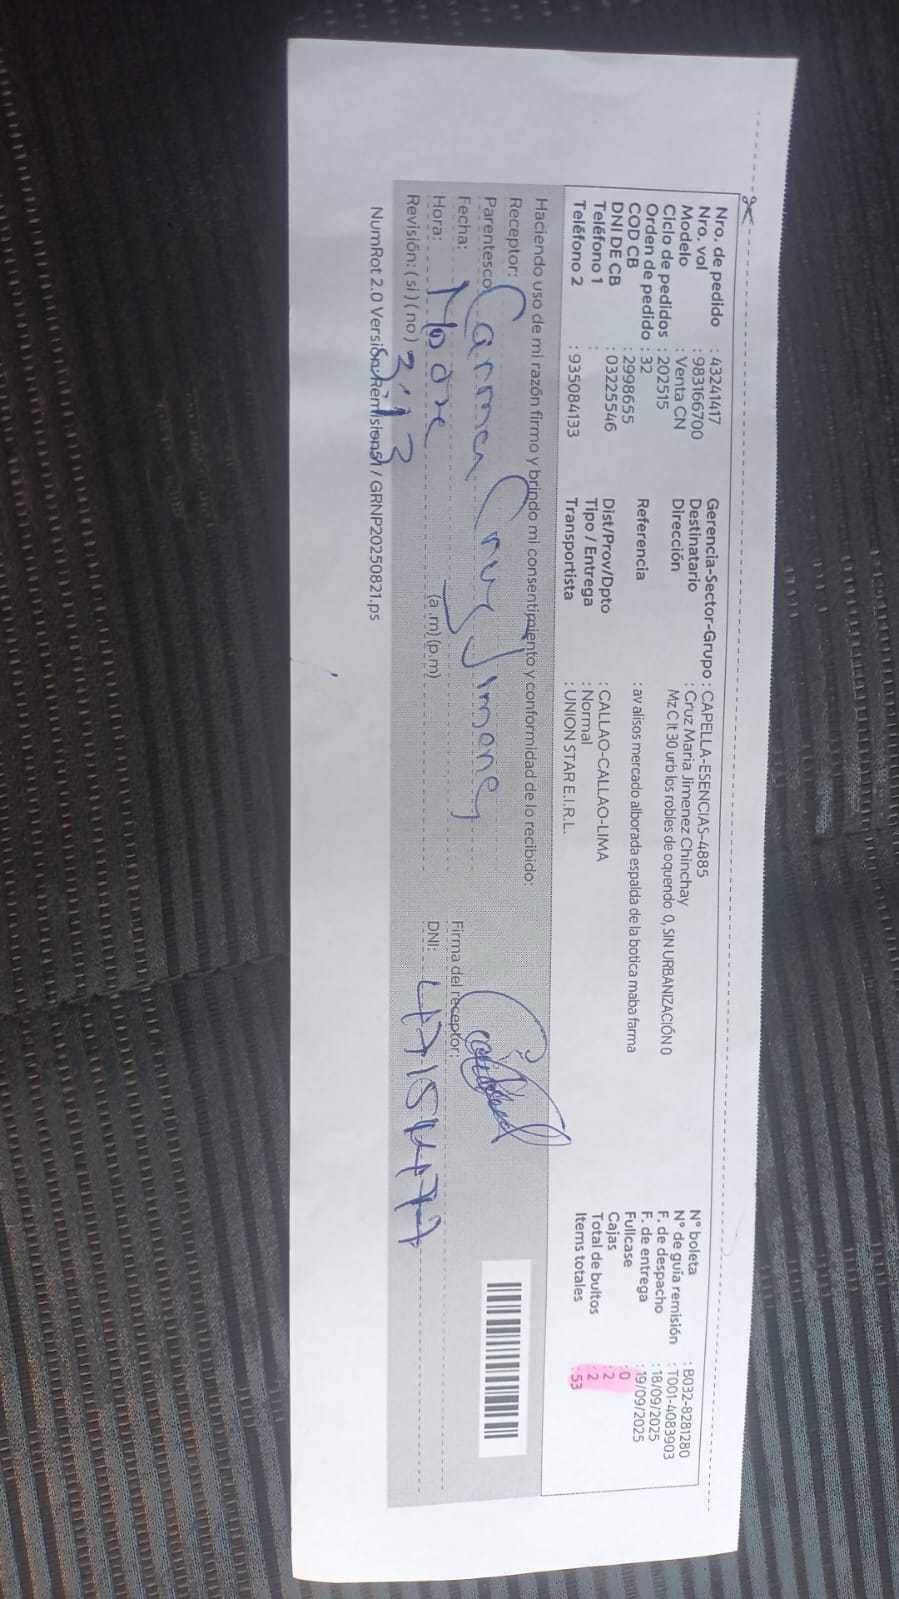 Nro. de pedido : 43241417
Nro. vol : 983166700
Modelo : Venta CN
Ciclo de pedidos : 202515
Orden de pedido : 32
COD CB : 2998655
DNI DE CB : 03225546
Teléfono 1 :
Teléfono 2 : 935084133
Gerencia-Sector-Grupo : CAPELLA-ESENCIAS-4885
Destinatario : Cruz Maria Jimenez Chinchay
Dirección Mz C lt 30 urb los robles de oquendo 0, SIN URBANIZACIÓN 0
Referencia : av alisos mercado alborada espalda de la botica maba farma
Dist/Prov/Dpto : CALLAO-CALLAO-LIMA
Tipo / Entrega : Normal
Transportista : UNION STAR E.I.R.L.
N° boleta : B032-8281280
N° de guía remisión : T001-4083903
F. de despacho : 18/09/2025
F. de entrega : 19/09/2025
Fullcase : 0
Cajas : 2
Total de bultos : 2
Items totales : 53
Haciendo uso de mi razón firmo y brindo mi consentimiento y conformidad de lo recibido:
Receptor: Carmen Cruz Jimenez
Parentesco:
Fecha:
Hora: (a.m)(p.m)
Revisión: (si) (no) 3:13
Firma del receptor:
DNI: 47154777
NumRot 2.0 Versión Remisions1 / GRNP20250821.ps